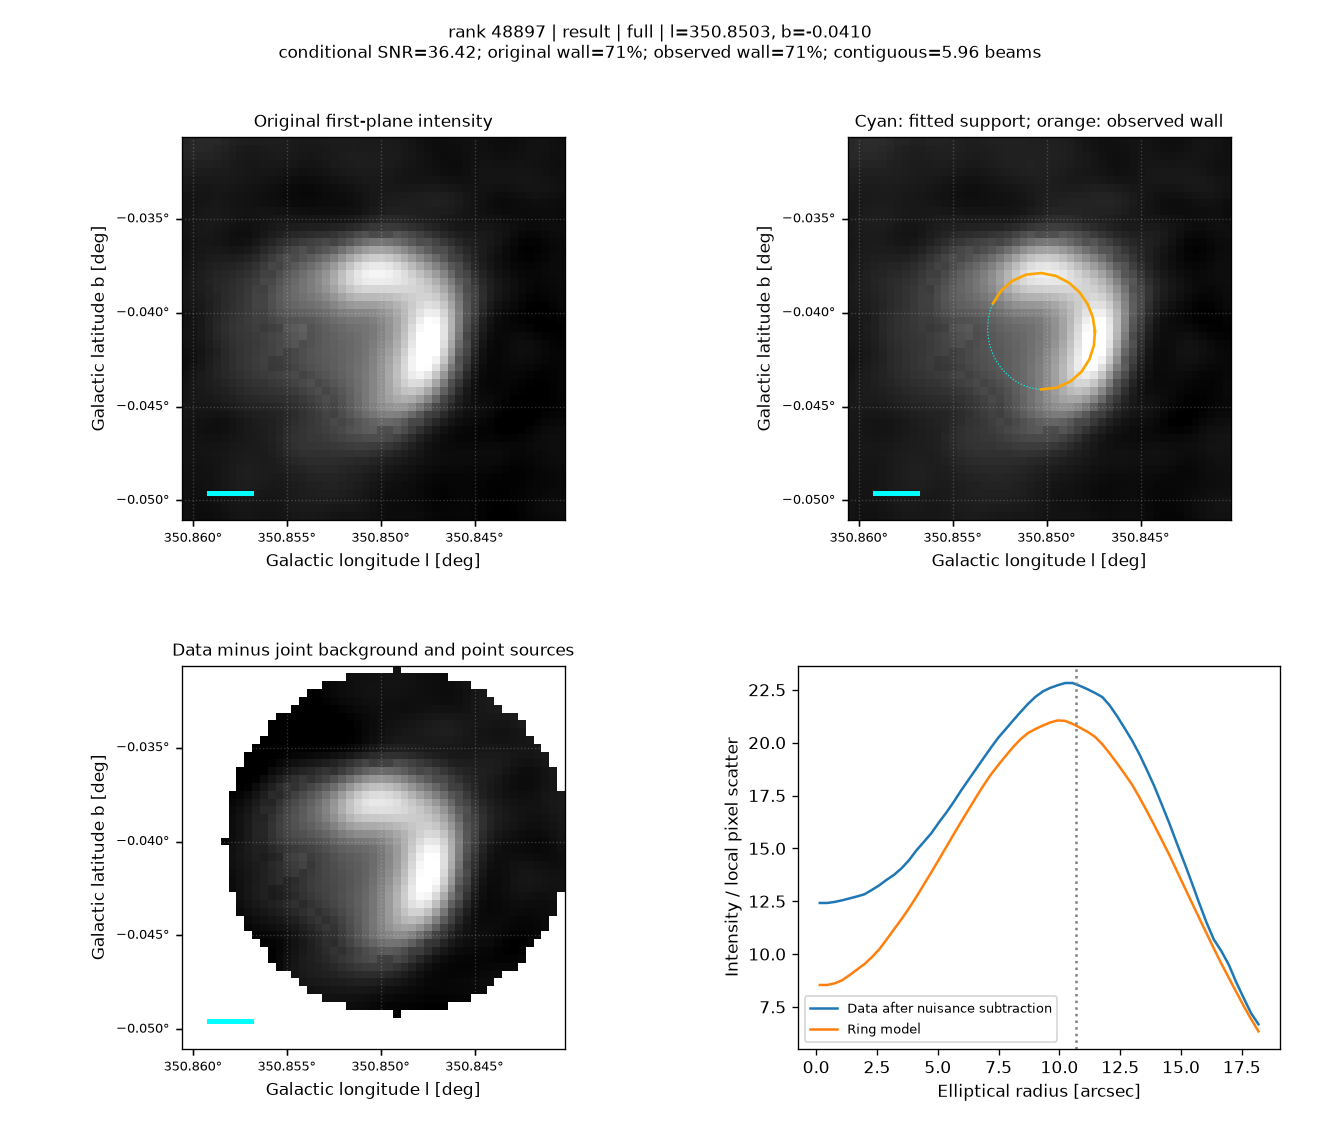 rank 48897 | result | full | l=350.8503, b=-0.0410
conditional SNR=36.42; original wall=71%; observed wall=71%; contiguous=5.96 beams
Original first-plane intensity
−0.035°
−0.040°
−0.045°
−0.050°
Galactic latitude b [deg]
350.860° 350.855° 350.850° 350.845°
Galactic longitude l [deg]
Cyan: fitted support; orange: observed wall
−0.035°
−0.040°
−0.045°
−0.050°
Galactic latitude b [deg]
350.860° 350.855° 350.850° 350.845°
Galactic longitude l [deg]
Data minus joint background and point sources
−0.035°
−0.040°
−0.045°
−0.050°
Galactic latitude b [deg]
350.860° 350.855° 350.850° 350.845°
Galactic longitude l [deg]
22.5
20.0
17.5
15.0
12.5
10.0
7.5
Intensity / local pixel scatter
Data after nuisance subtraction
Ring model
0.0 2.5 5.0 7.5 10.0 12.5 15.0 17.5
Elliptical radius [arcsec]